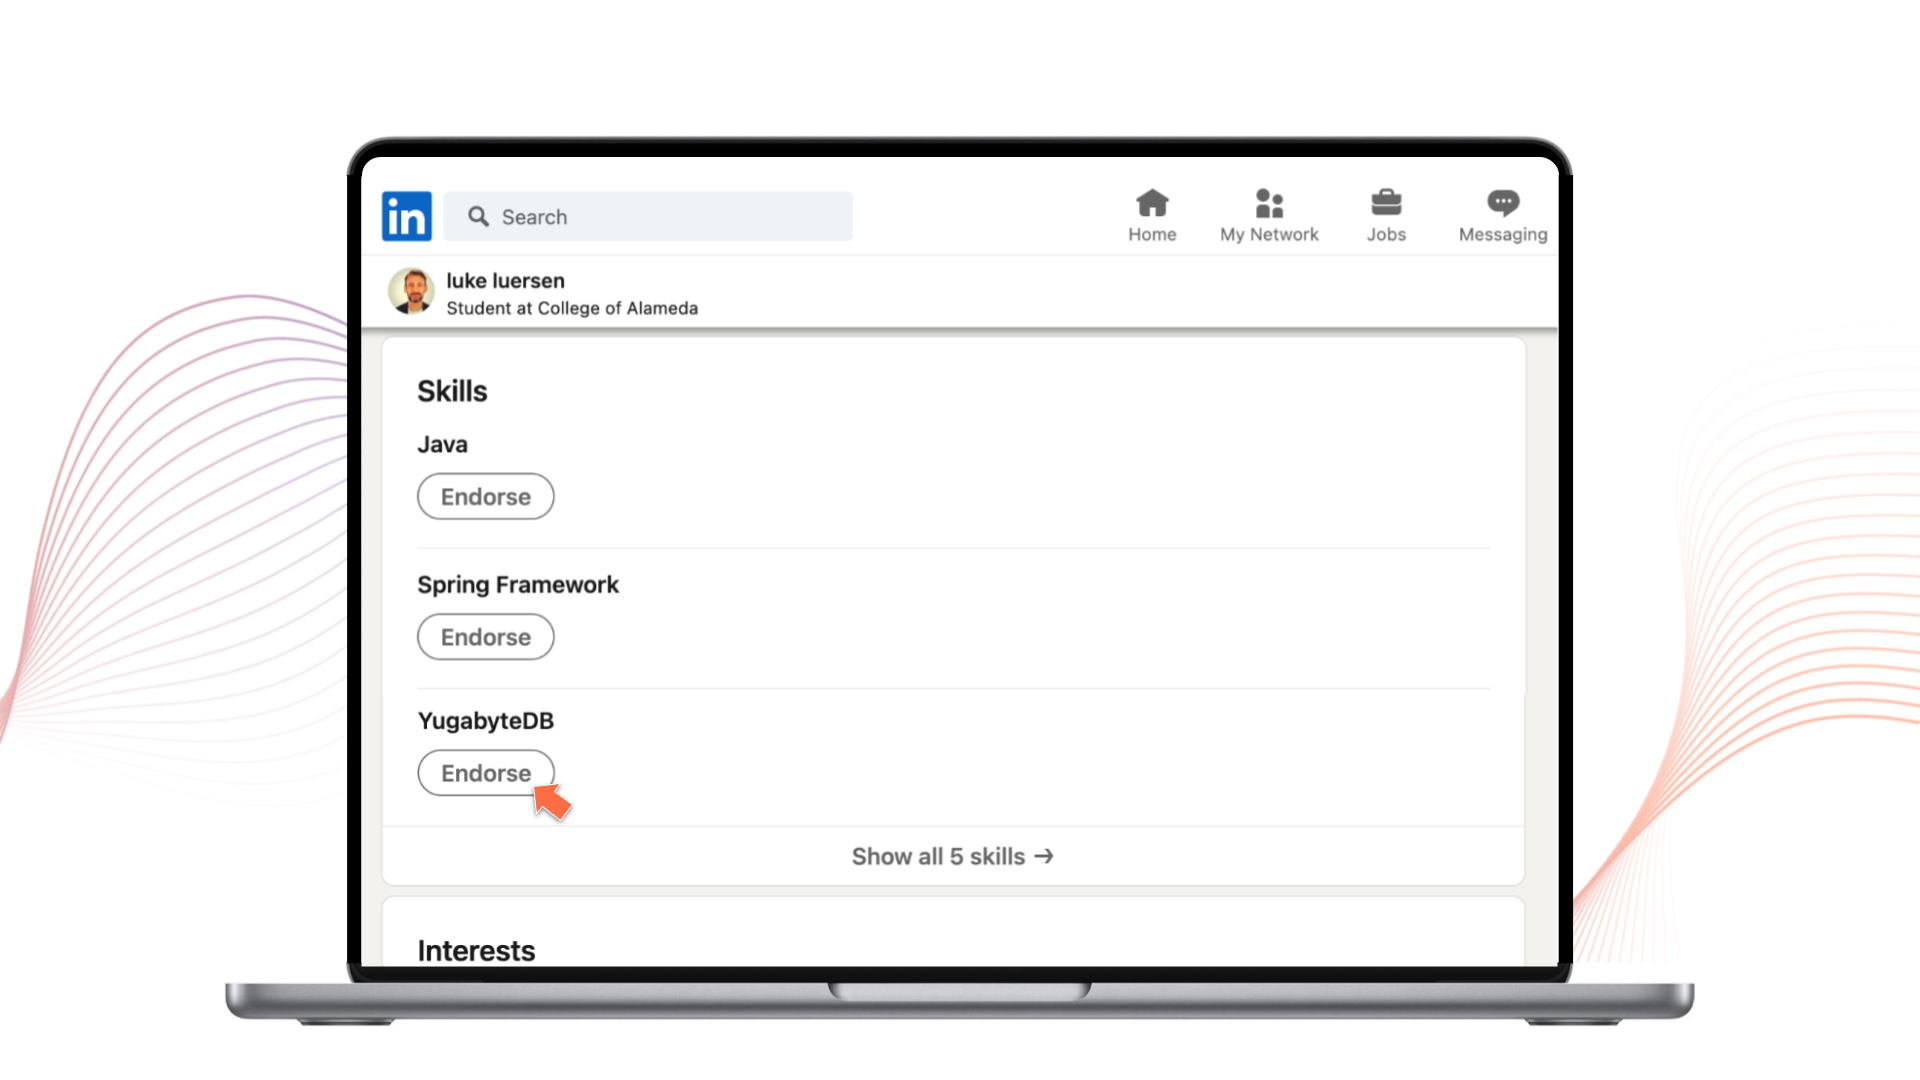 in
Search
Home
My Network
Jobs
Messaging
luke luersen
Student at College of Alameda
Skills
Java
Endorse
Spring Framework
Endorse
YugabyteDB
Endorse
Show all 5 skills →
Interests